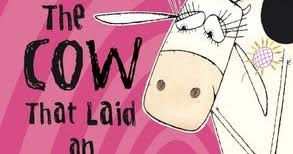 The
COW
That Laid
an